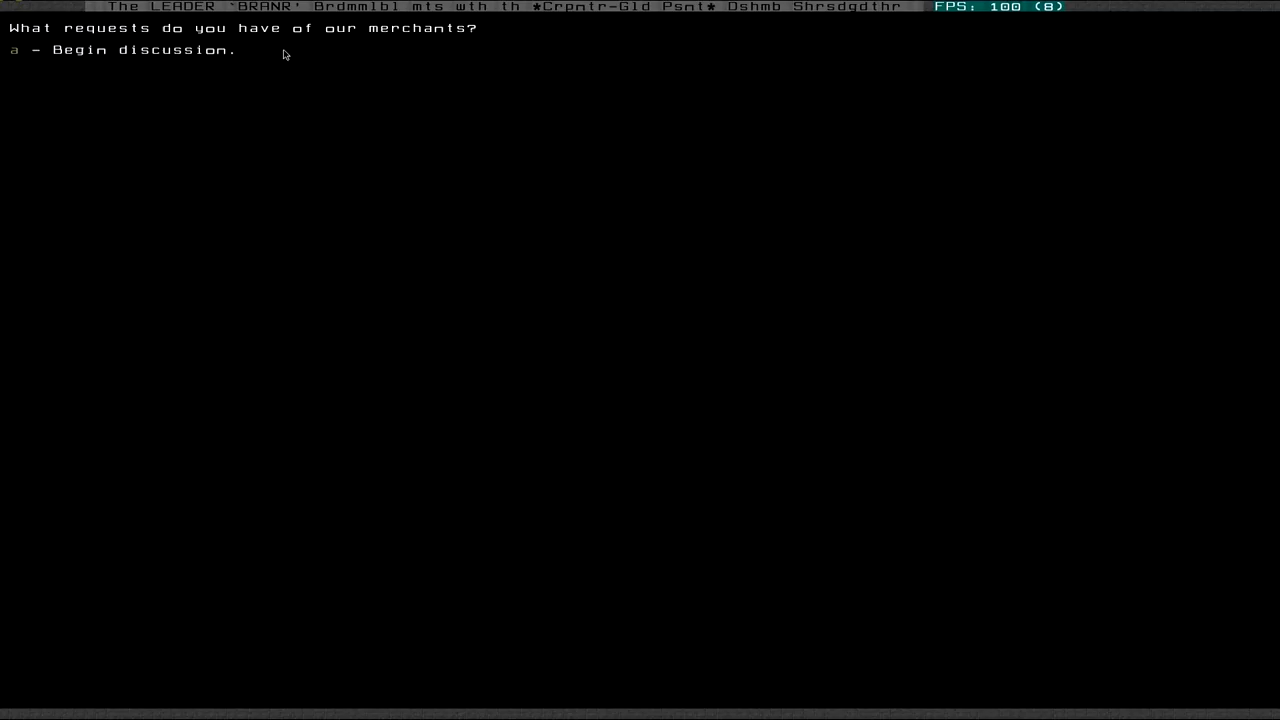 The LEADER `BRANR' Brdmmlbl mts wth th *Crpntr-Gld Psnt* Dshmb Shrsdgdthr FPS: 100 (8)
What requests do you have of our merchants?
a - Begin discussion.